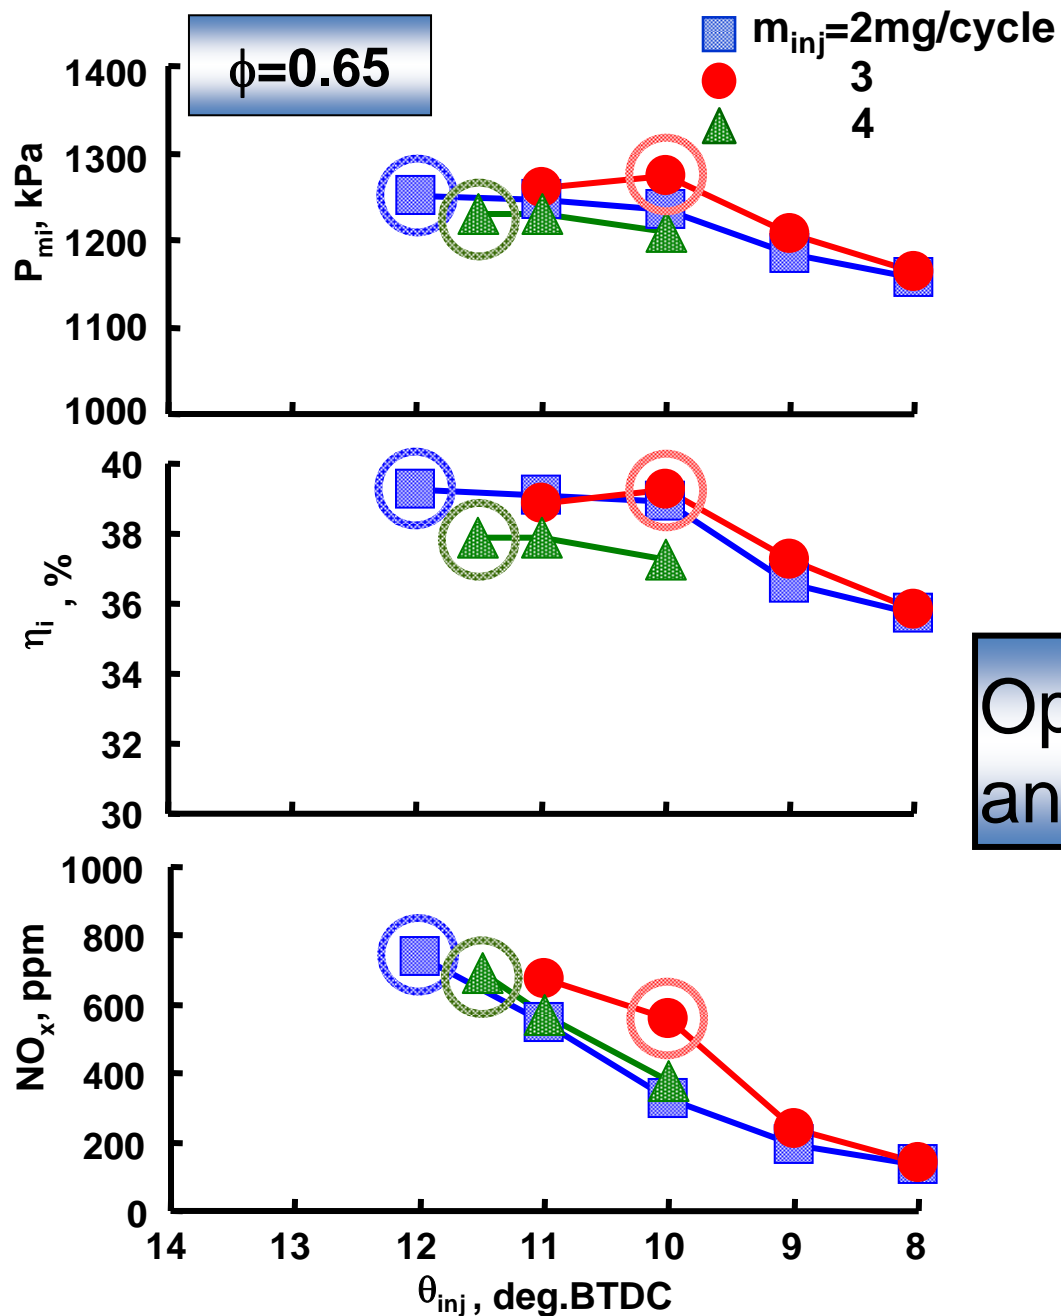 m_inj=2mg/cycle
3
4
ϕ=0.65
1400
1300
1200
1100
1000
P_mi, kPa
40
38
36
34
32
30
η_i , %
Op
an
1000
800
600
400
200
0
NO_x, ppm
14 13 12 11 10 9 8
θ_inj , deg.BTDC